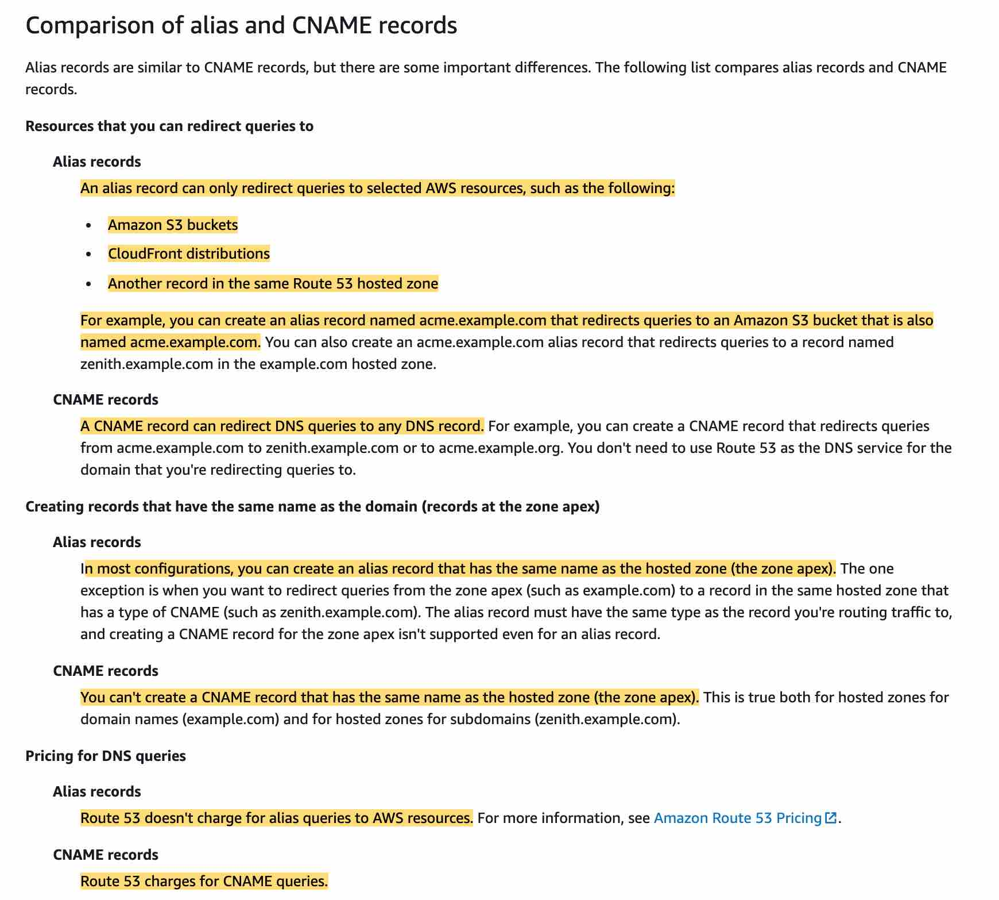 Comparison of alias and CNAME records
Alias records are similar to CNAME records, but there are some important differences. The following list compares alias records and CNAME
records.
Resources that you can redirect queries to
Alias records
An alias record can only redirect queries to selected AWS resources, such as the following:
• Amazon S3 buckets
• CloudFront distributions
• Another record in the same Route 53 hosted zone
For example, you can create an alias record named acme.example.com that redirects queries to an Amazon S3 bucket that is also
named acme.example.com. You can also create an acme.example.com alias record that redirects queries to a record named
zenith.example.com in the example.com hosted zone.
CNAME records
A CNAME record can redirect DNS queries to any DNS record. For example, you can create a CNAME record that redirects queries
from acme.example.com to zenith.example.com or to acme.example.org. You don't need to use Route 53 as the DNS service for the
domain that you're redirecting queries to.
Creating records that have the same name as the domain (records at the zone apex)
Alias records
In most configurations, you can create an alias record that has the same name as the hosted zone (the zone apex). The one
exception is when you want to redirect queries from the zone apex (such as example.com) to a record in the same hosted zone that
has a type of CNAME (such as zenith.example.com). The alias record must have the same type as the record you're routing traffic to,
and creating a CNAME record for the zone apex isn't supported even for an alias record.
CNAME records
You can't create a CNAME record that has the same name as the hosted zone (the zone apex). This is true both for hosted zones for
domain names (example.com) and for hosted zones for subdomains (zenith.example.com).
Pricing for DNS queries
Alias records
Route 53 doesn't charge for alias queries to AWS resources. For more information, see Amazon Route 53 Pricing.
CNAME records
Route 53 charges for CNAME queries.